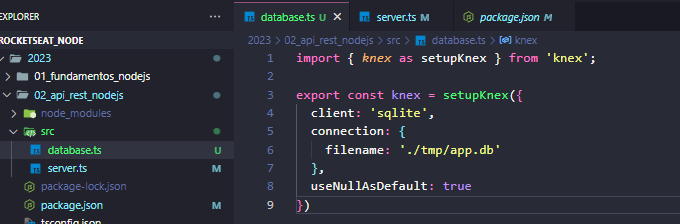 EXPLORER
ROCKETSEAT_NODE
2023
01_fundamentos_nodejs
02_api_rest_nodejs
node_modules
src
database.ts U
server.ts M
package-lock.json
package.json M
tsconfig.json
TS database.ts U X TS server.ts M package.json M
2023 > 02_api_rest_nodejs > src > TS database.ts > knex
1 import { knex as setupKnex } from 'knex';
2
3 export const knex = setupKnex({
4 client: 'sqlite',
5 connection: {
6 filename: './tmp/app.db'
7 },
8 useNullAsDefault: true
9 })